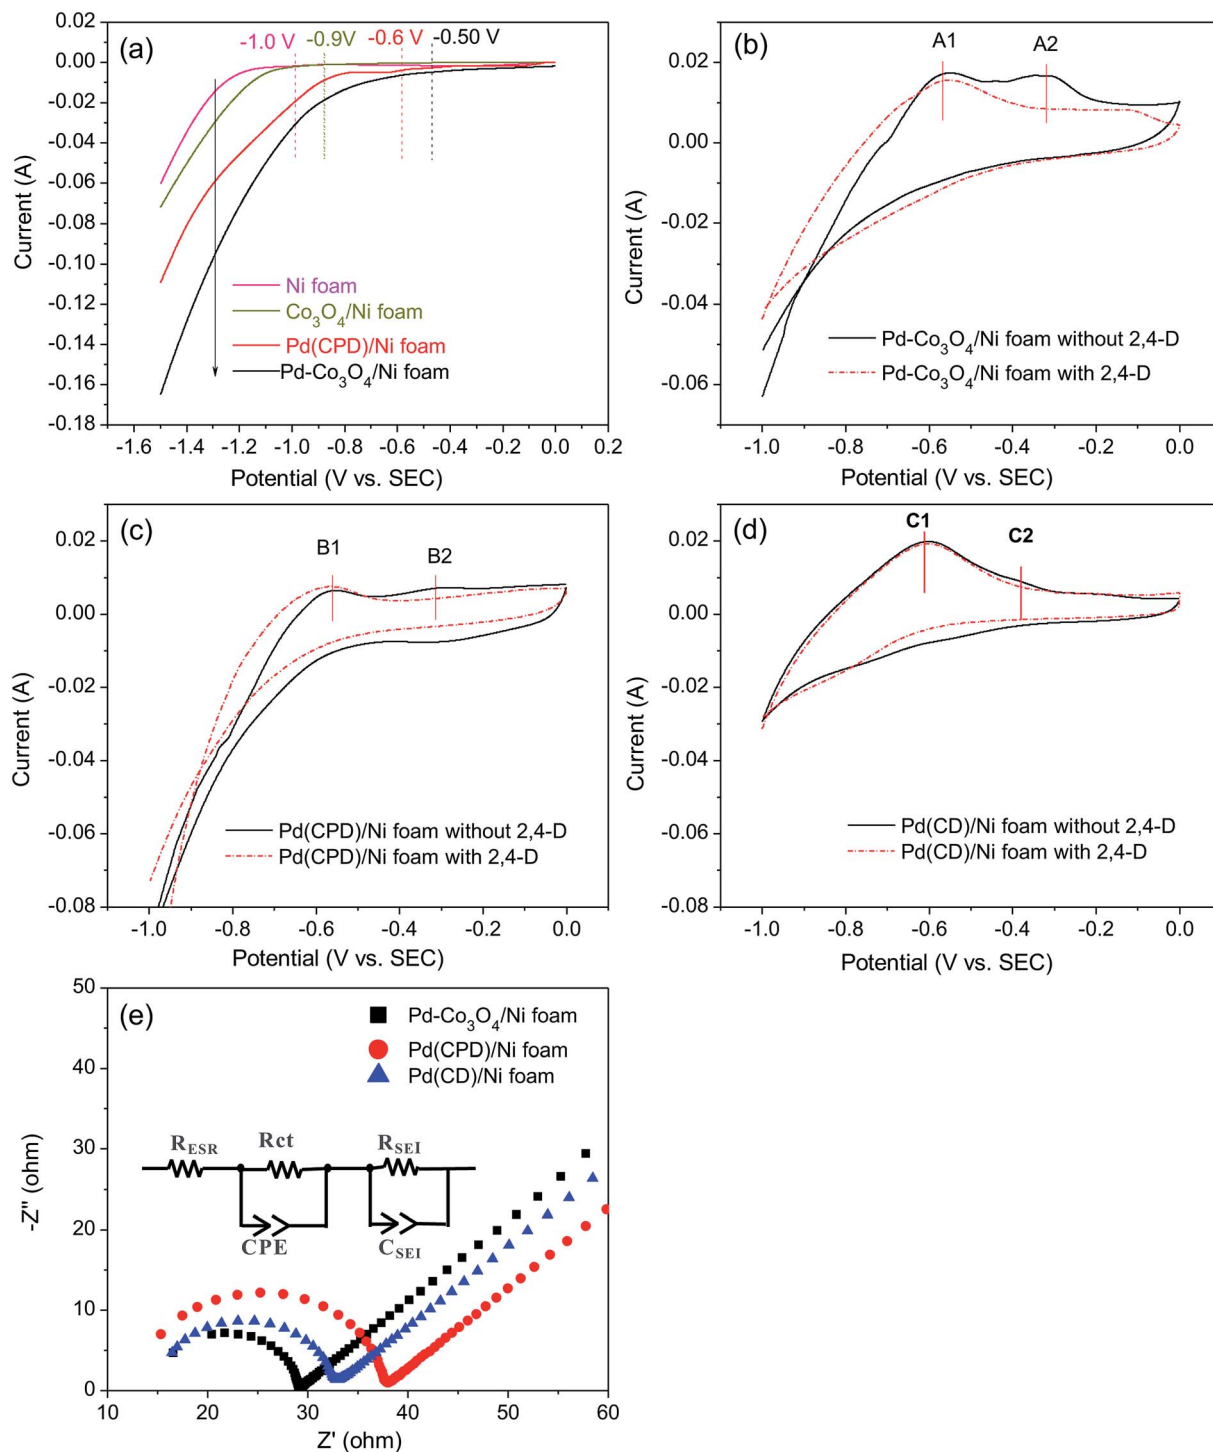 (a)
-1.0 V
-0.9V
-0.6 V
-0.50 V
0.02
0.00
-0.02
-0.04
-0.06
-0.08
-0.10
-0.12
-0.14
-0.16
-0.18
Current (A)
Ni foam
Co₃O₄/Ni foam
Pd(CPD)/Ni foam
Pd-Co₃O₄/Ni foam
-1.6 -1.4 -1.2 -1.0 -0.8 -0.6 -0.4 -0.2 0.0 0.2
Potential (V vs. SEC)
(b)
A1
A2
0.02
0.00
-0.02
-0.04
-0.06
Current (A)
Pd-Co₃O₄/Ni foam without 2,4-D
Pd-Co₃O₄/Ni foam with 2,4-D
-1.0 -0.8 -0.6 -0.4 -0.2 0.0
Potential (V vs. SEC)
(c)
B1
B2
0.02
0.00
-0.02
-0.04
-0.06
-0.08
Current (A)
Pd(CPD)/Ni foam without 2,4-D
Pd(CPD)/Ni foam with 2,4-D
-1.0 -0.8 -0.6 -0.4 -0.2 0.0
Potential (V vs. SEC)
(d)
C1
C2
0.02
0.00
-0.02
-0.04
-0.06
-0.08
Current (A)
Pd(CD)/Ni foam without 2,4-D
Pd(CD)/Ni foam with 2,4-D
-1.0 -0.8 -0.6 -0.4 -0.2 0.0
Potential (V vs. SEC)
(e)
50
40
30
20
10
0
-Z" (ohm)
Pd-Co₃O₄/Ni foam
Pd(CPD)/Ni foam
Pd(CD)/Ni foam
R_ESR
Rct
R_SEI
CPE
C_SEI
10 20 30 40 50 60
Z' (ohm)